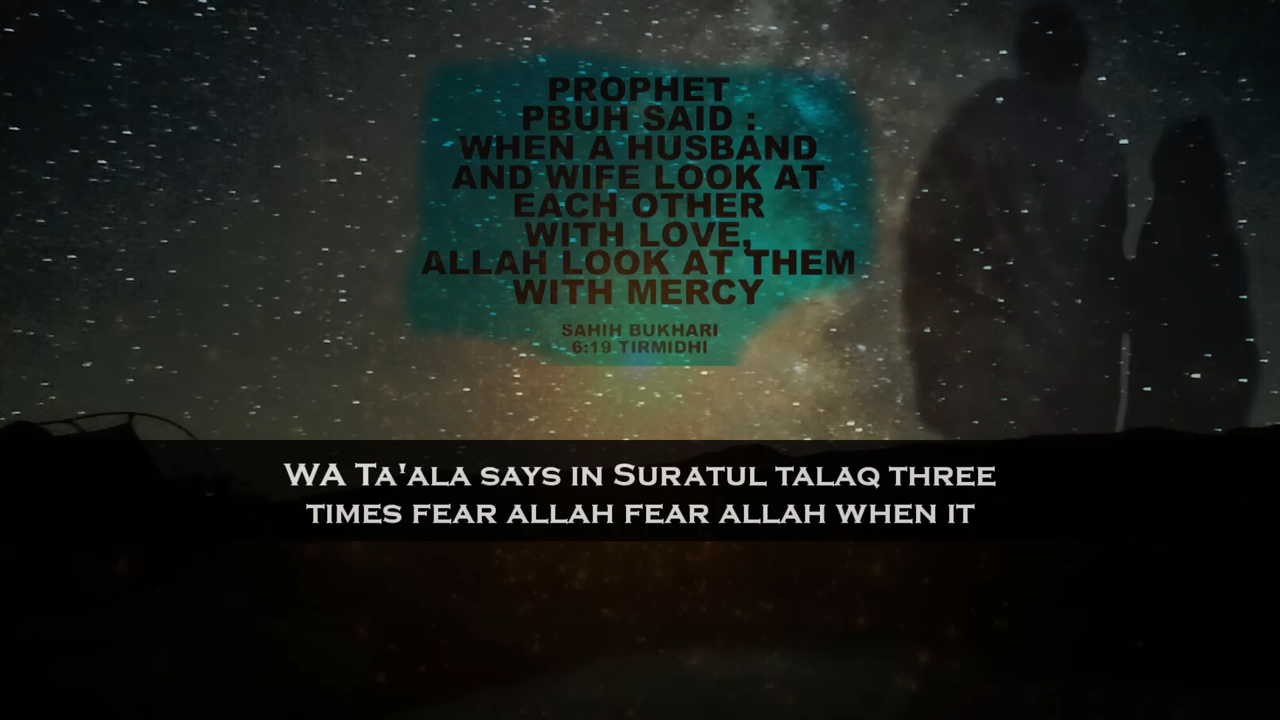 PROPHET
PBUH SAID :
WHEN A HUSBAND
AND WIFE LOOK AT
EACH OTHER
WITH LOVE,
ALLAH LOOK AT THEM
WITH MERCY
SAHIH BUKHARI
6:19 TIRMIDHI
WA TA'ALA SAYS IN SURATUL TALAQ THREE
TIMES FEAR ALLAH FEAR ALLAH WHEN IT